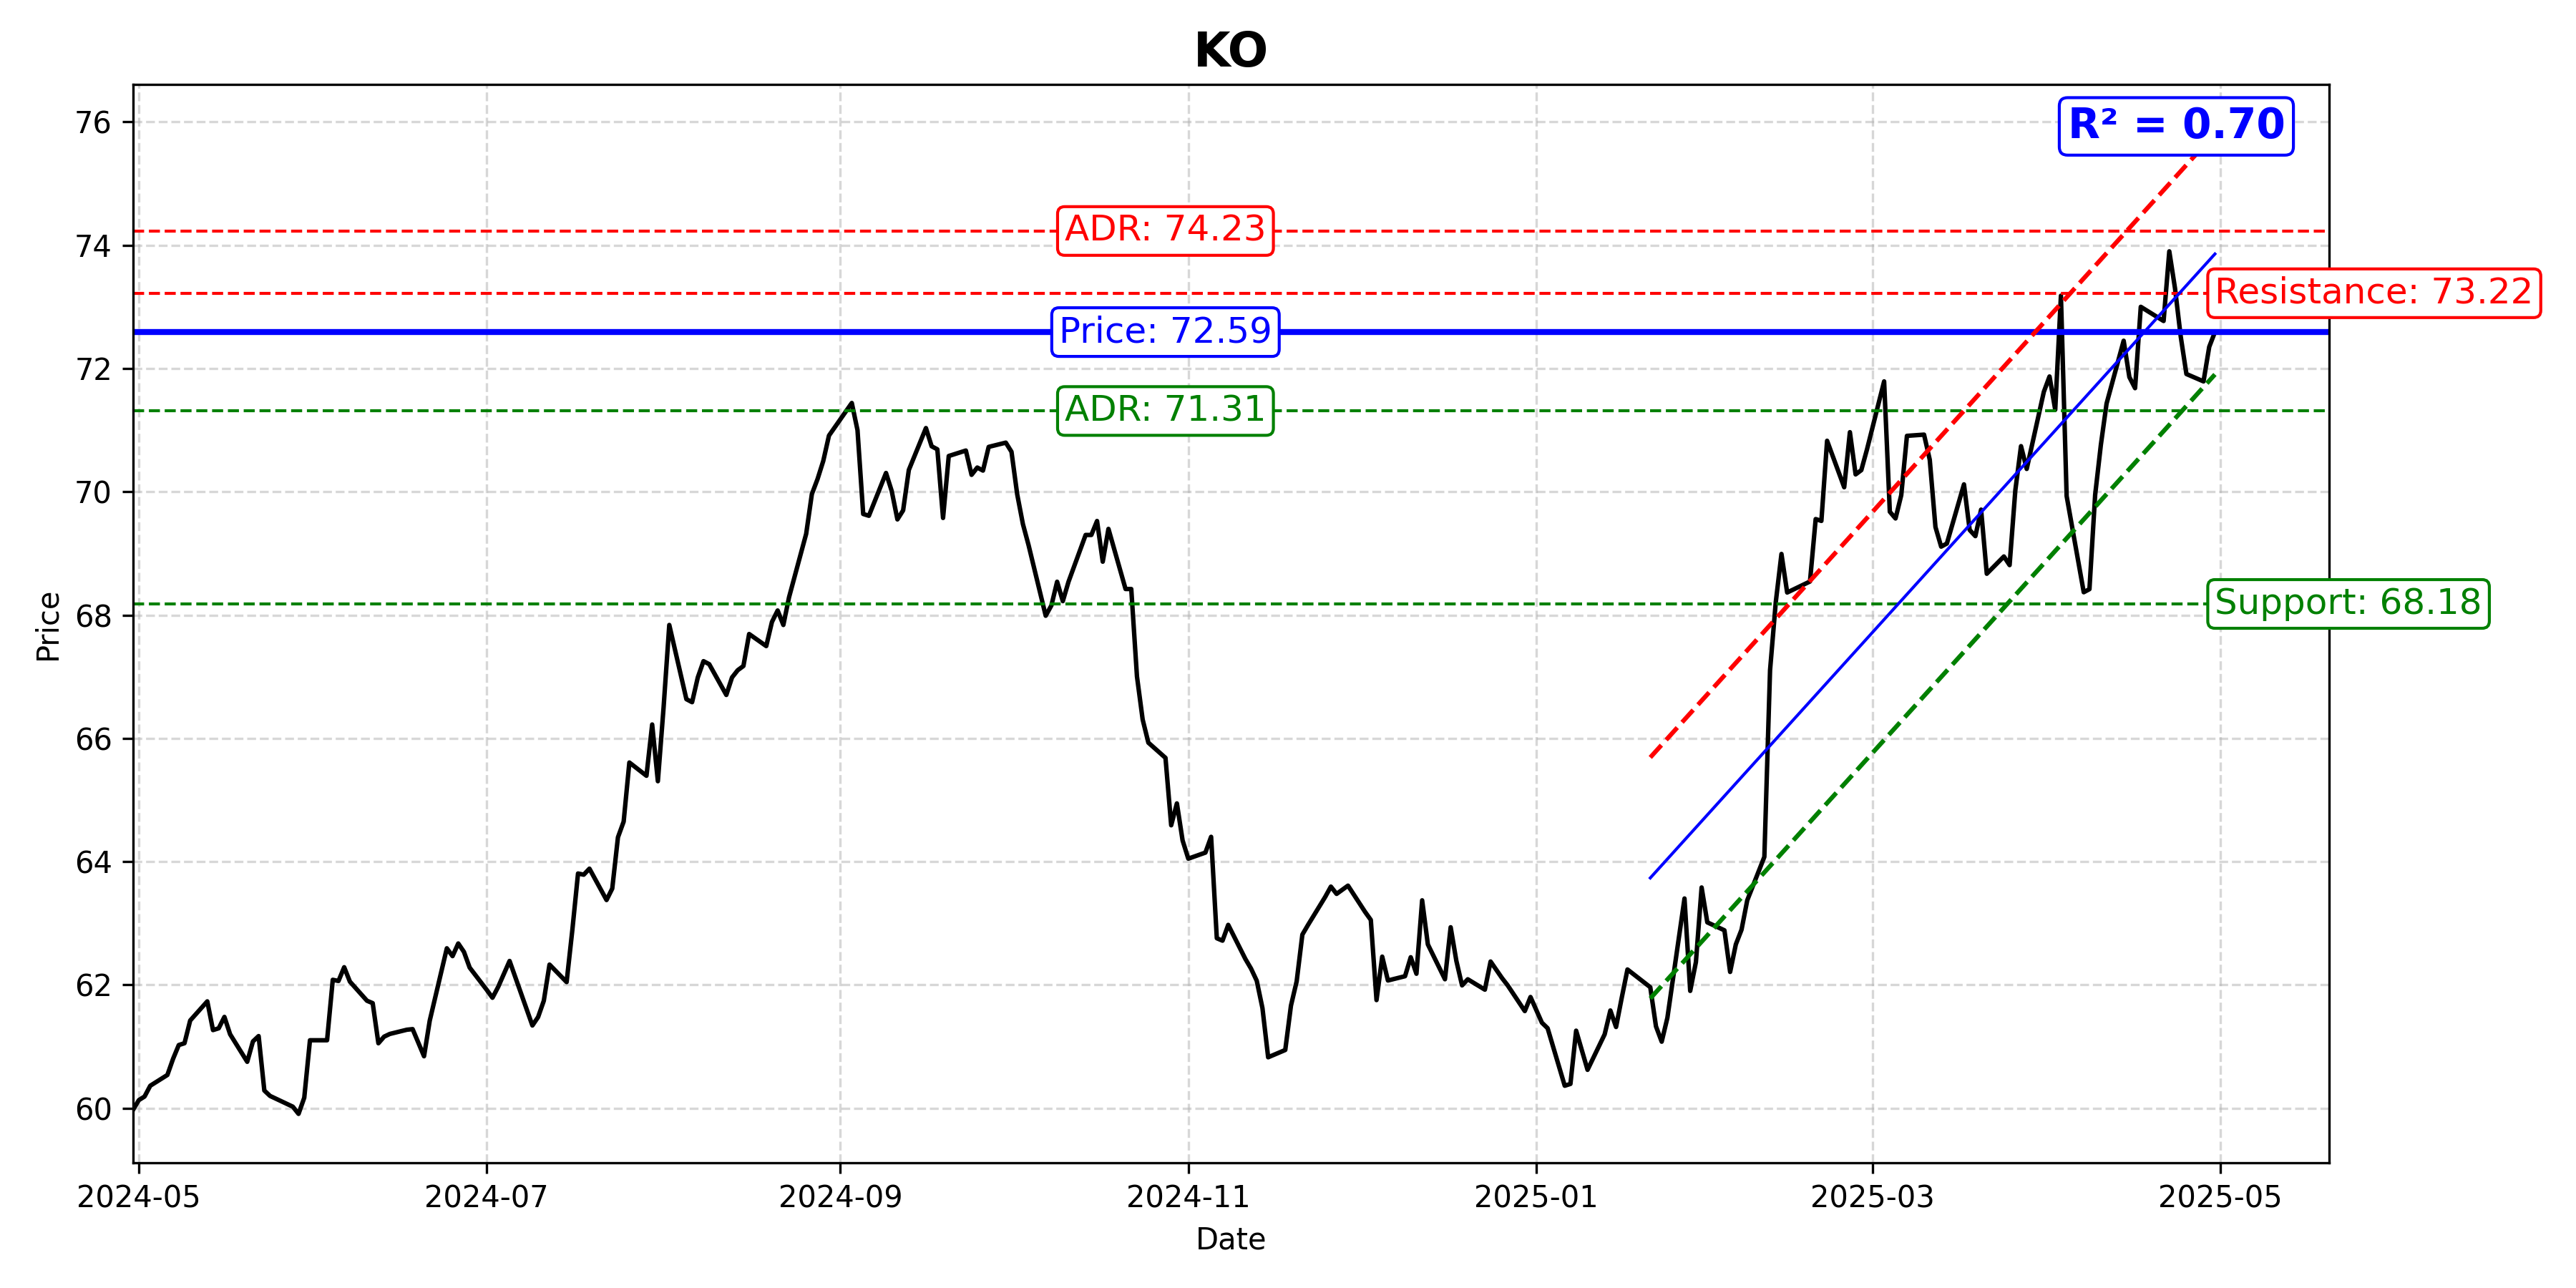 KO
R² = 0.70
76
ADR: 74.23
74
Resistance: 73.22
Price: 72.59
72
ADR: 71.31
70
Support: 68.18
68
66
64
62
60
Price
2024-05
2024-07
2024-09
2024-11
2025-01
2025-03
2025-05
Date